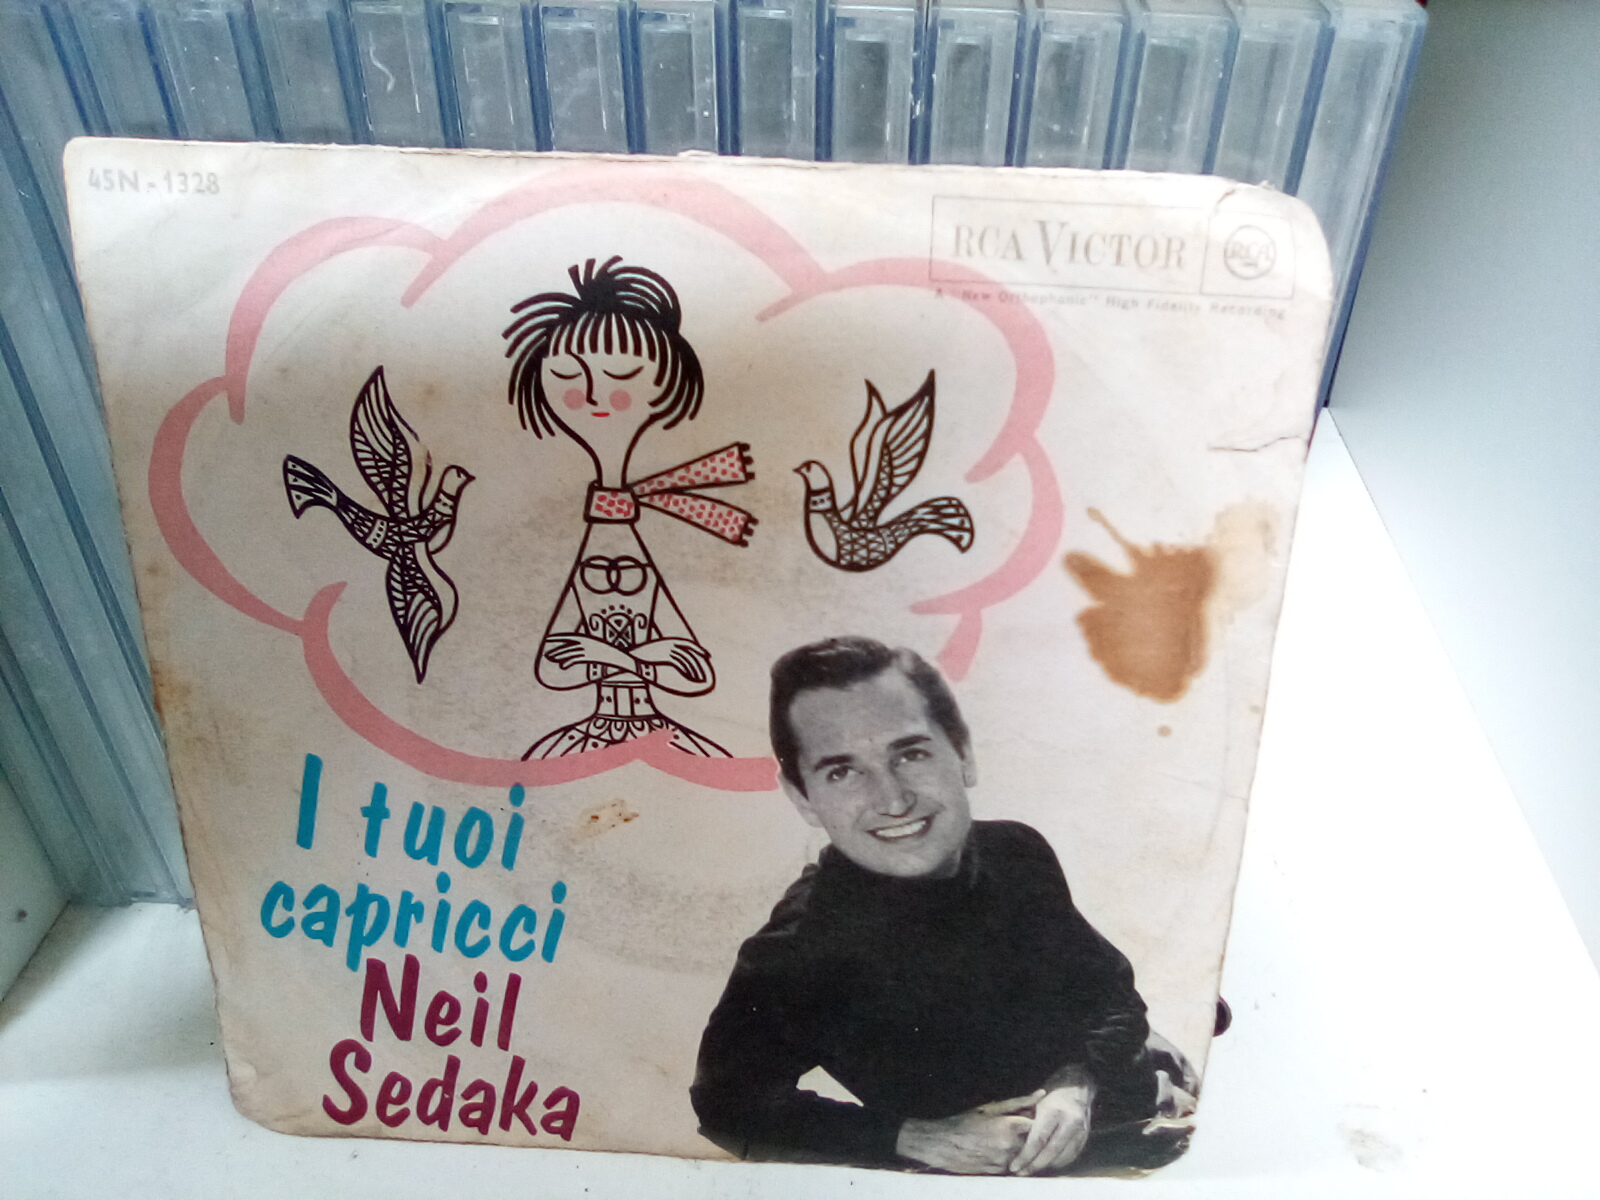 45N-1328
RCA VICTOR RCA
A "New Orthophonic" High Fidelity Recording
I tuoi
capricci
Neil
Sedaka